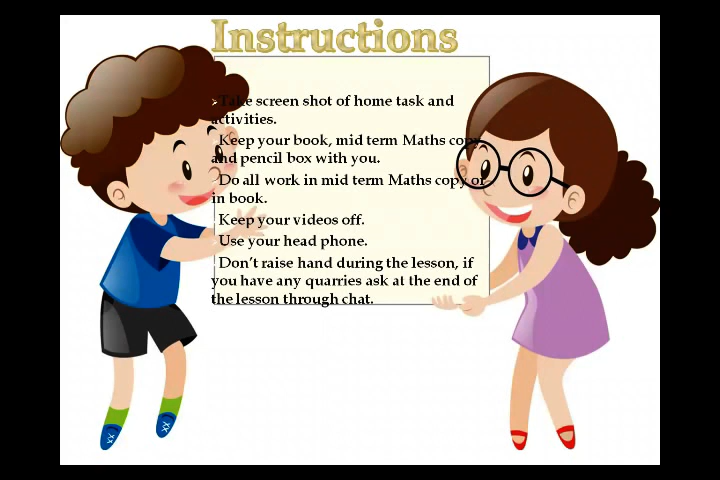 Instructions
Take screen shot of home task and
activities.
Keep your book, mid term Maths copy
and pencil box with you.
Do all work in mid term Maths copy or
in book.
Keep your videos off.
Use your head phone.
Don't raise hand during the lesson, if
you have any quarries ask at the end of
the lesson through chat.